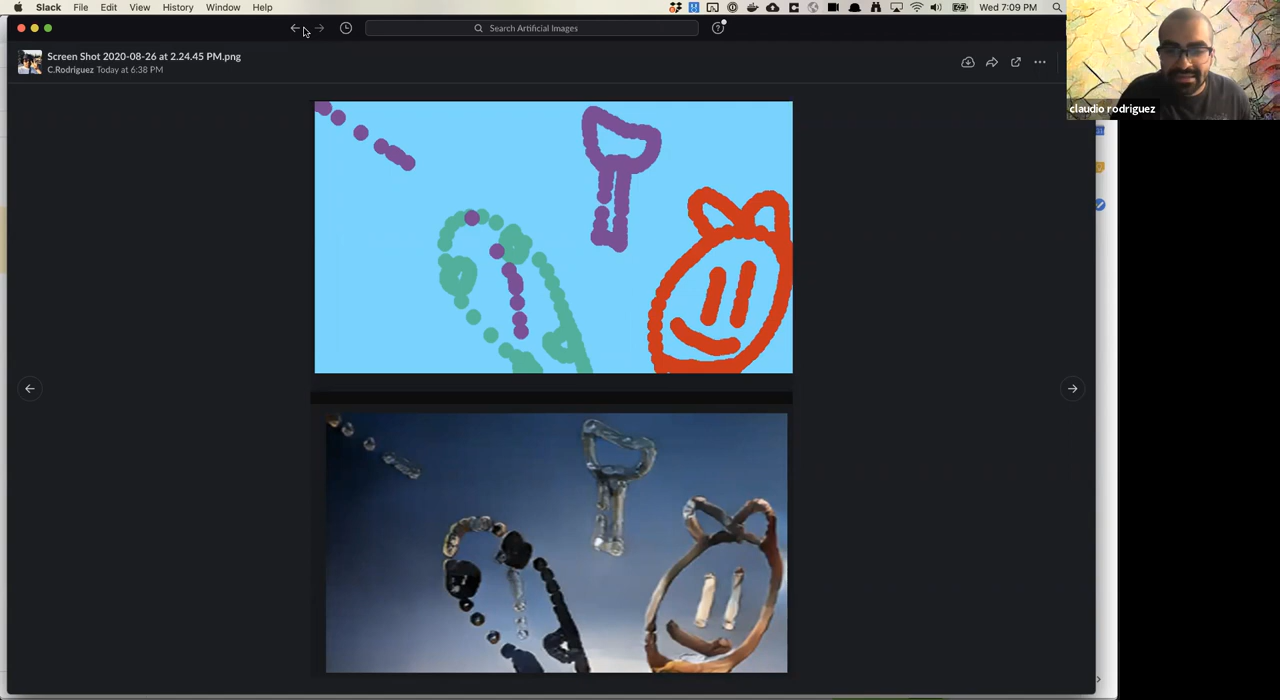 Slack File Edit View History Window Help Wed 7:09 PM
Search Artificial Images
Screen Shot 2020-08-26 at 2.24.45 PM.png
C.Rodriguez Today at 6:38 PM
claudio rodriguez